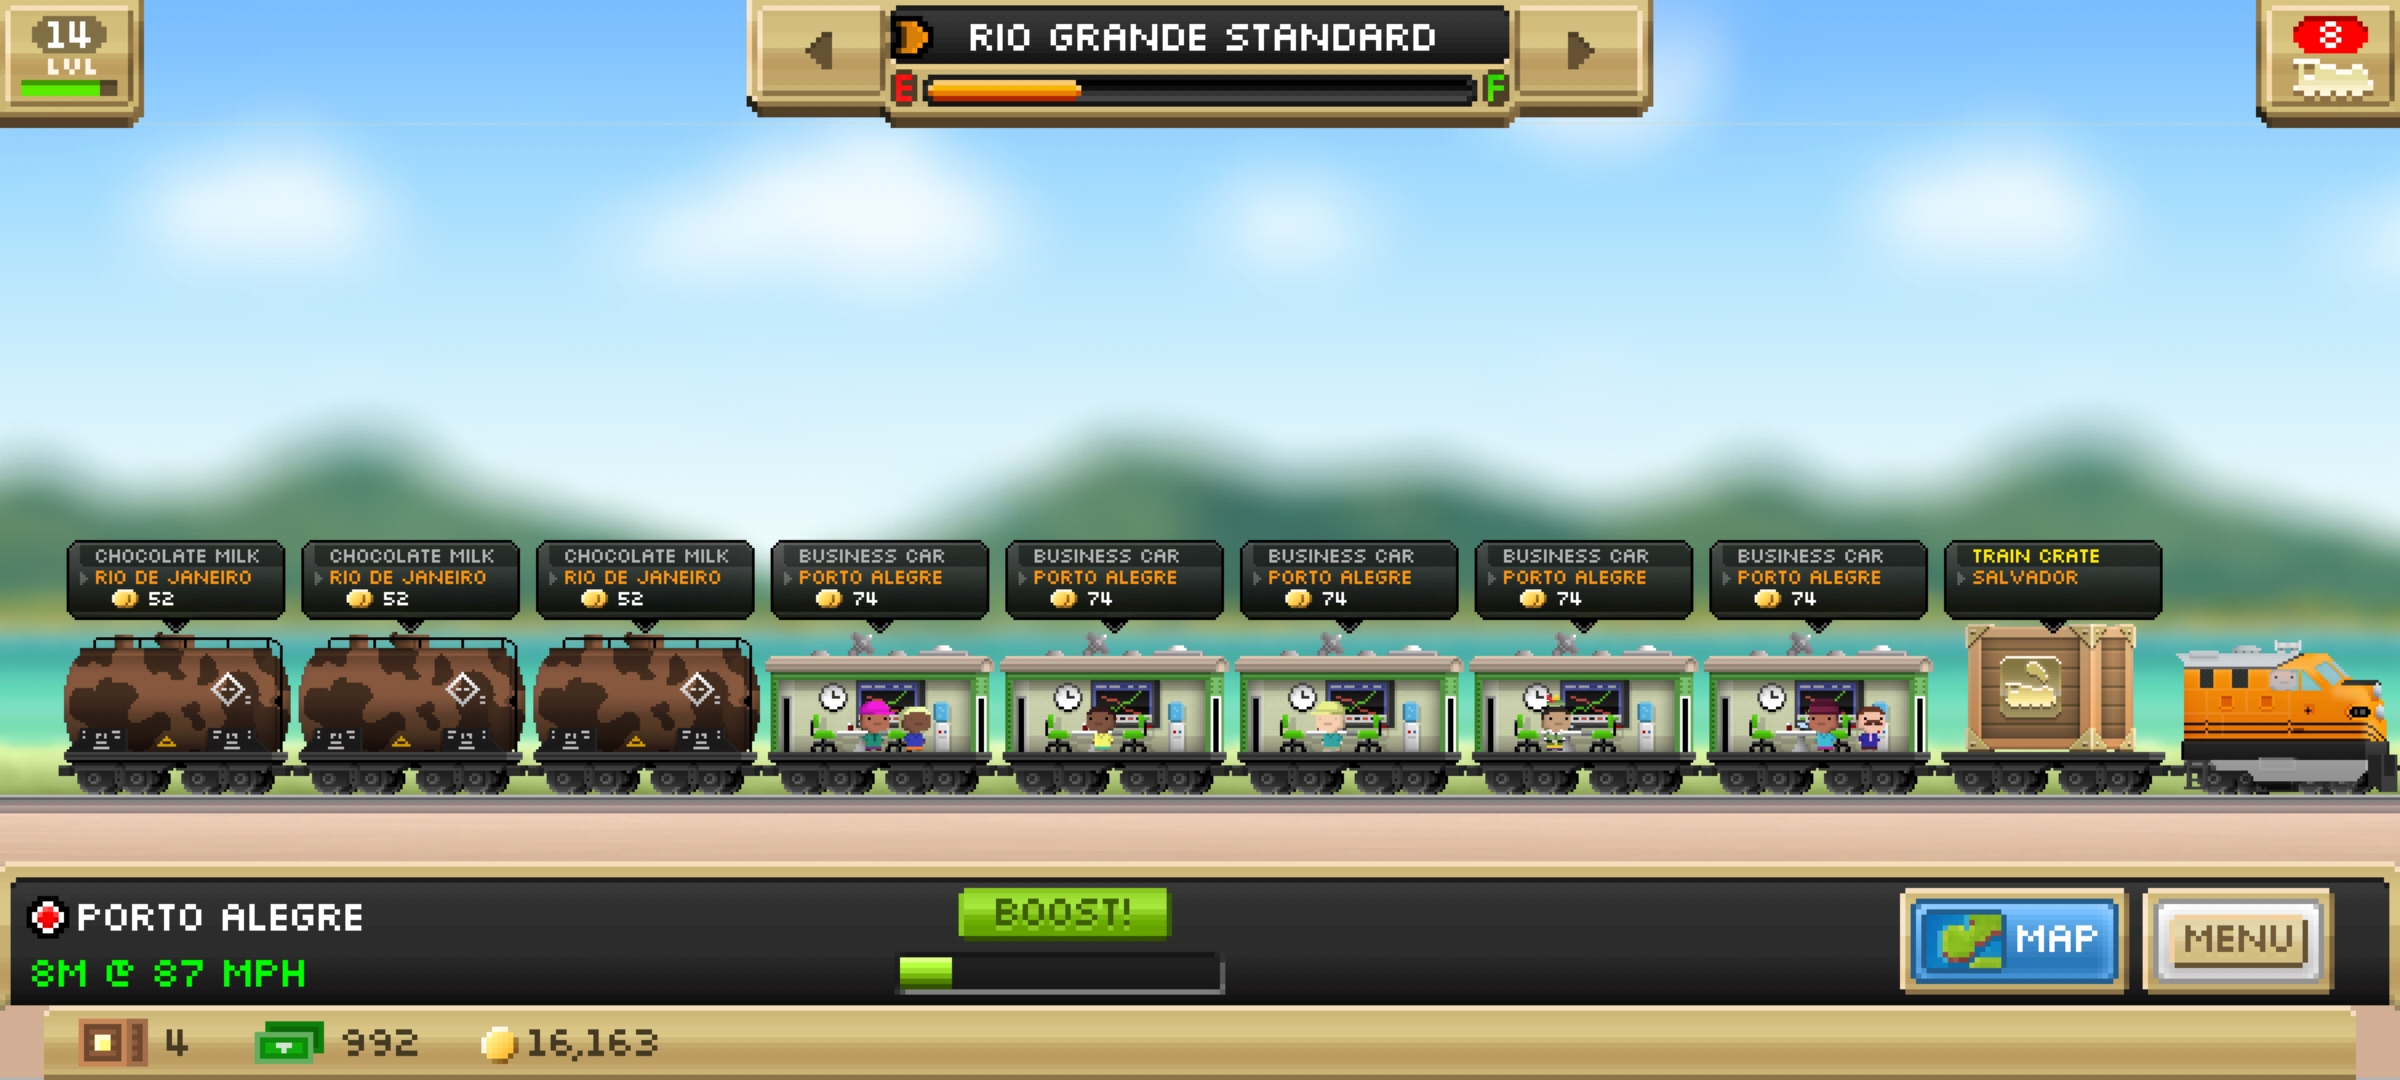 14
LVL
RIO GRANDE STANDARD
E F
8
CHOCOLATE MILK
RIO DE JANEIRO
52
CHOCOLATE MILK
RIO DE JANEIRO
52
CHOCOLATE MILK
RIO DE JANEIRO
52
BUSINESS CAR
PORTO ALEGRE
74
BUSINESS CAR
PORTO ALEGRE
74
BUSINESS CAR
PORTO ALEGRE
74
BUSINESS CAR
PORTO ALEGRE
74
BUSINESS CAR
PORTO ALEGRE
74
TRAIN CRATE
SALVADOR
PORTO ALEGRE
8M @ 87 MPH
BOOST!
MAP
MENU
4
992
16,163